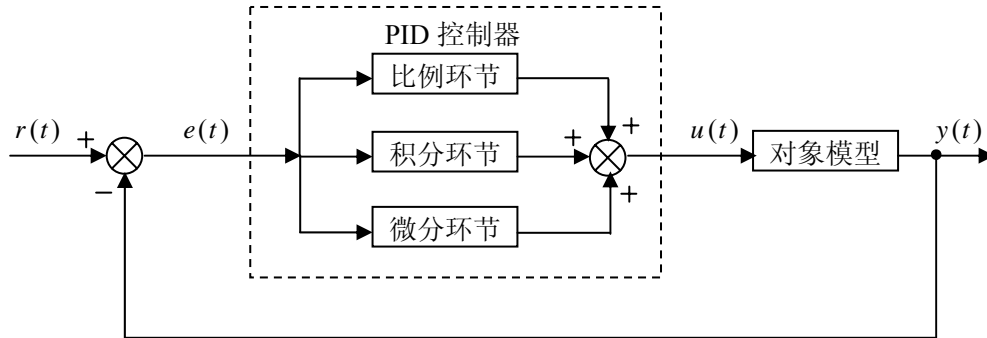 PID 控制器
比例环节
r(t)
+
e(t)
+
+
u(t)
y(t)
积分环节
对象模型
−
+
微分环节